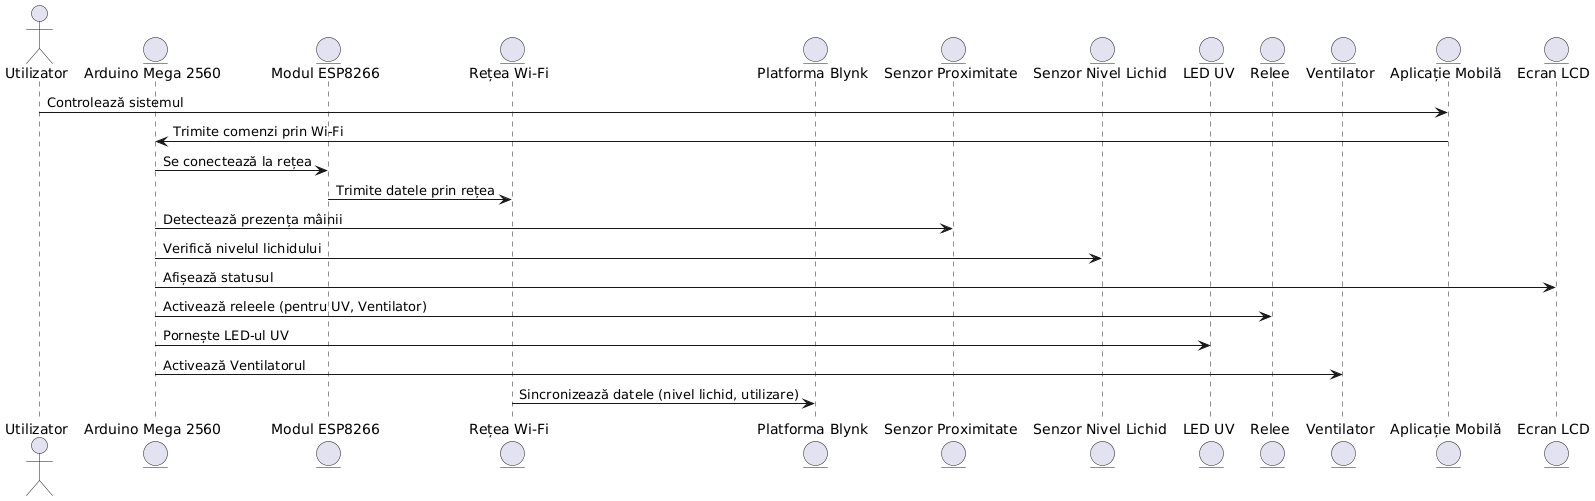 Utilizator Arduino Mega 2560 Modul ESP8266 Rețea Wi-Fi Platforma Blynk Senzor Proximitate Senzor Nivel Lichid LED UV Relee Ventilator Aplicație Mobilă Ecran LCD
Controlează sistemul
Trimite comenzi prin Wi-Fi
Se conectează la rețea
Trimite datele prin rețea
Detectează prezența mâinii
Verifică nivelul lichidului
Afișează statusul
Activează releele (pentru UV, Ventilator)
Pornește LED-ul UV
Activează Ventilatorul
Sincronizează datele (nivel lichid, utilizare)
Utilizator Arduino Mega 2560 Modul ESP8266 Rețea Wi-Fi Platforma Blynk Senzor Proximitate Senzor Nivel Lichid LED UV Relee Ventilator Aplicație Mobilă Ecran LCD